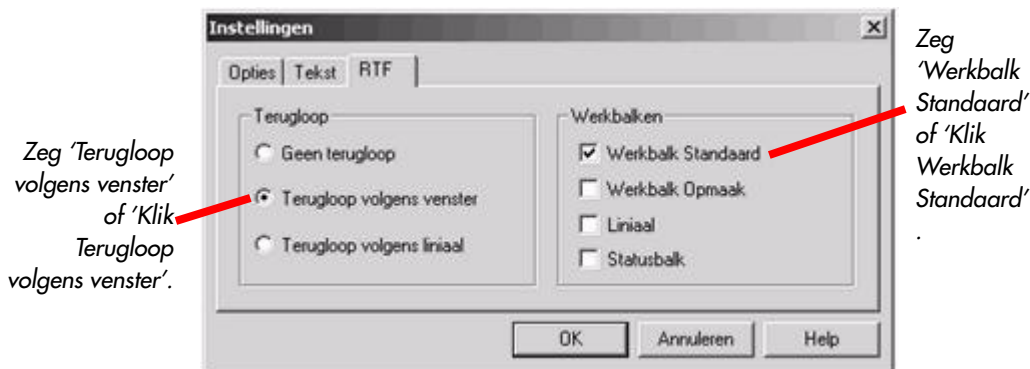 Instellingen
Opties Tekst RTF
Terugloop
Geen terugloop
Terugloop volgens venster
Terugloop volgens liniaal
Werkbalken
Werkbalk Standaard
Werkbalk Opmaak
Liniaal
Statusbalk
OK Annuleren Help
Zeg 'Terugloop
volgens venster'
of 'Klik
Terugloop
volgens venster'.
Zeg
'Werkbalk
Standaard'
of 'Klik
Werkbalk
Standaard'
.